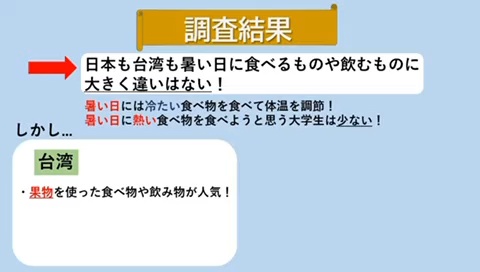 調査結果
日本も台湾も暑い日に食べるものや飲むものに
大きく違いはない！
暑い日には冷たい食べ物を食べて体温を調節！
暑い日に熱い食べ物を食べようと思う大学生は少ない！
しかし…
台湾
・果物を使った食べ物や飲み物が人気！